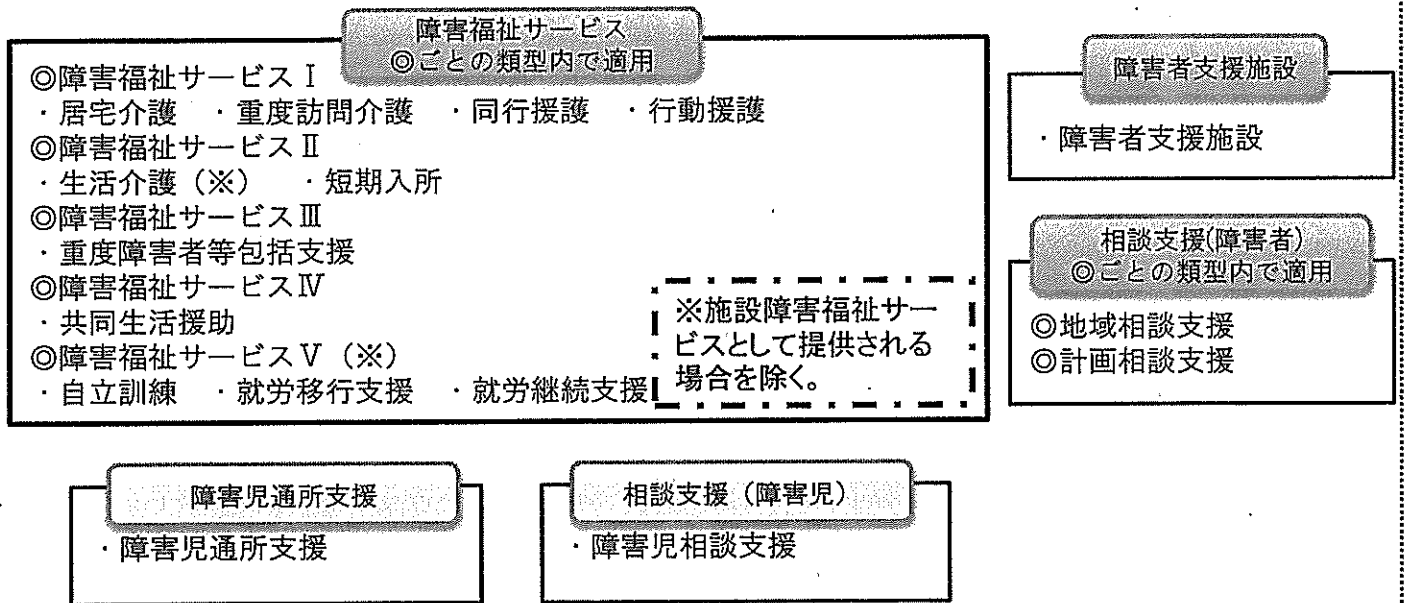 障害福祉サービス
◎ごとの類型内で適用
◎障害福祉サービスⅠ
・居宅介護 ・重度訪問介護 ・同行援護 ・行動援護
◎障害福祉サービスⅡ
・生活介護(※) ・短期入所
◎障害福祉サービスⅢ
・重度障害者等包括支援
◎障害福祉サービスⅣ
・共同生活援助
◎障害福祉サービスⅤ(※)
・自立訓練 ・就労移行支援 ・就労継続支援
※施設障害福祉サー
ビスとして提供される
場合を除く。
障害者支援施設
・障害者支援施設
相談支援(障害者)
◎ごとの類型内で適用
◎地域相談支援
◎計画相談支援
障害児通所支援
・障害児通所支援
相談支援(障害児)
・障害児相談支援